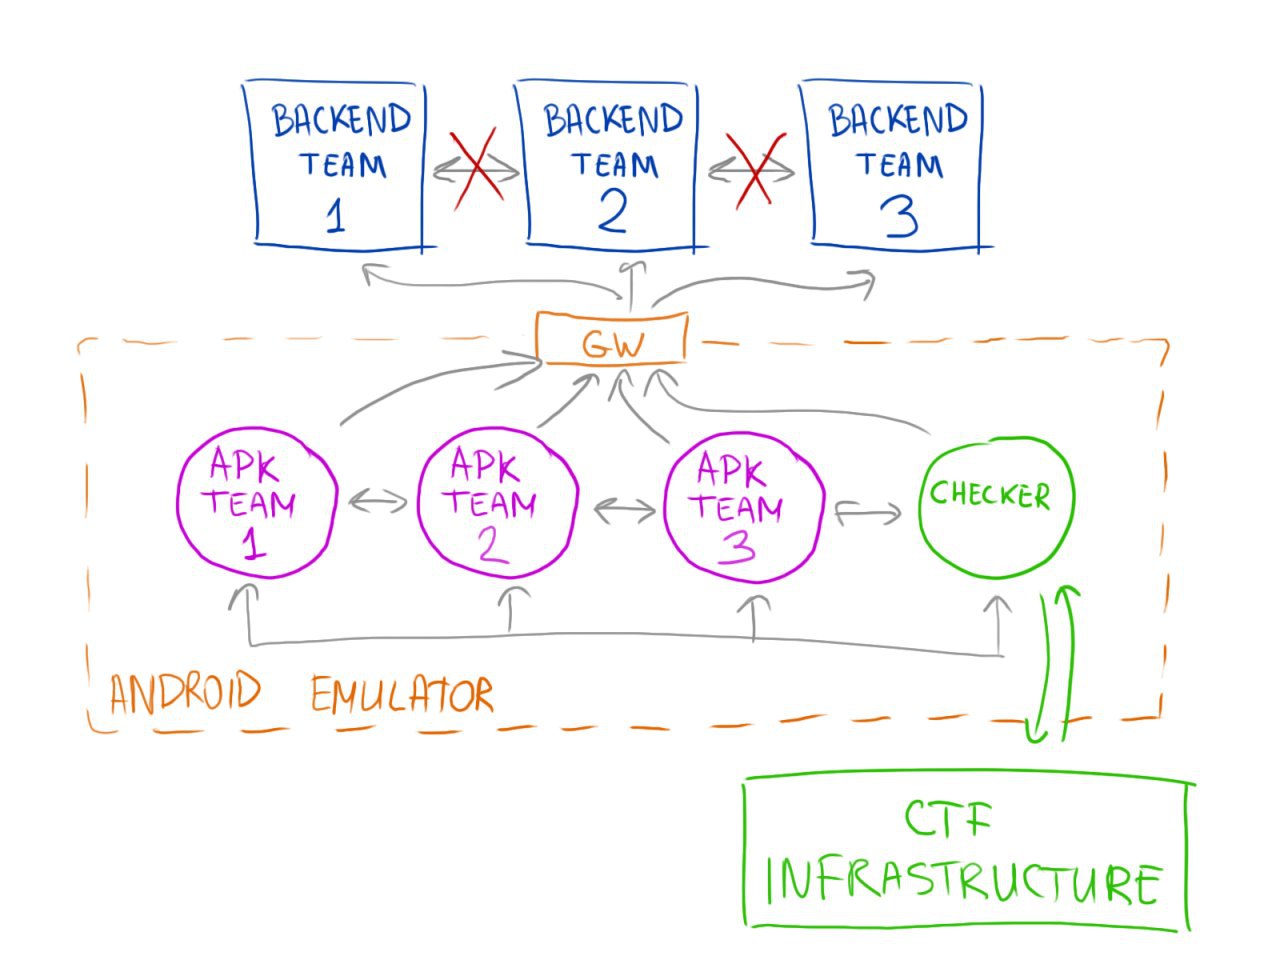 BACKEND
TEAM
1
BACKEND
TEAM
2
BACKEND
TEAM
3
GW
APK
TEAM
1
APK
TEAM
2
APK
TEAM
3
CHECKER
ANDROID EMULATOR
CTF
INFRASTRUCTURE